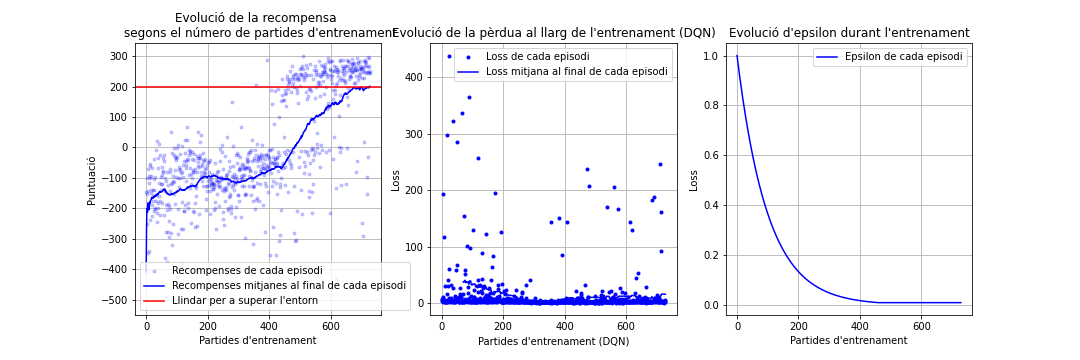 Evolució de la recompensa
segons el número de partides d'entrenament
Puntuació
300
200
100
0
−100
−200
−300
−400
−500
Recompenses de cada episodi
Recompenses mitjanes al final de cada episodi
Llindar per a superar l'entorn
0
200
400
600
Partides d'entrenament
Evolució de la pèrdua al llarg de l'entrenament (DQN)
Loss
400
300
200
100
0
Loss de cada episodi
Loss mitjana al final de cada episodi
0
200
400
600
Partides d'entrenament (DQN)
Evolució d'epsilon durant l'entrenament
Loss
1.0
0.8
0.6
0.4
0.2
0.0
Epsilon de cada episodi
0
200
400
600
Partides d'entrenament